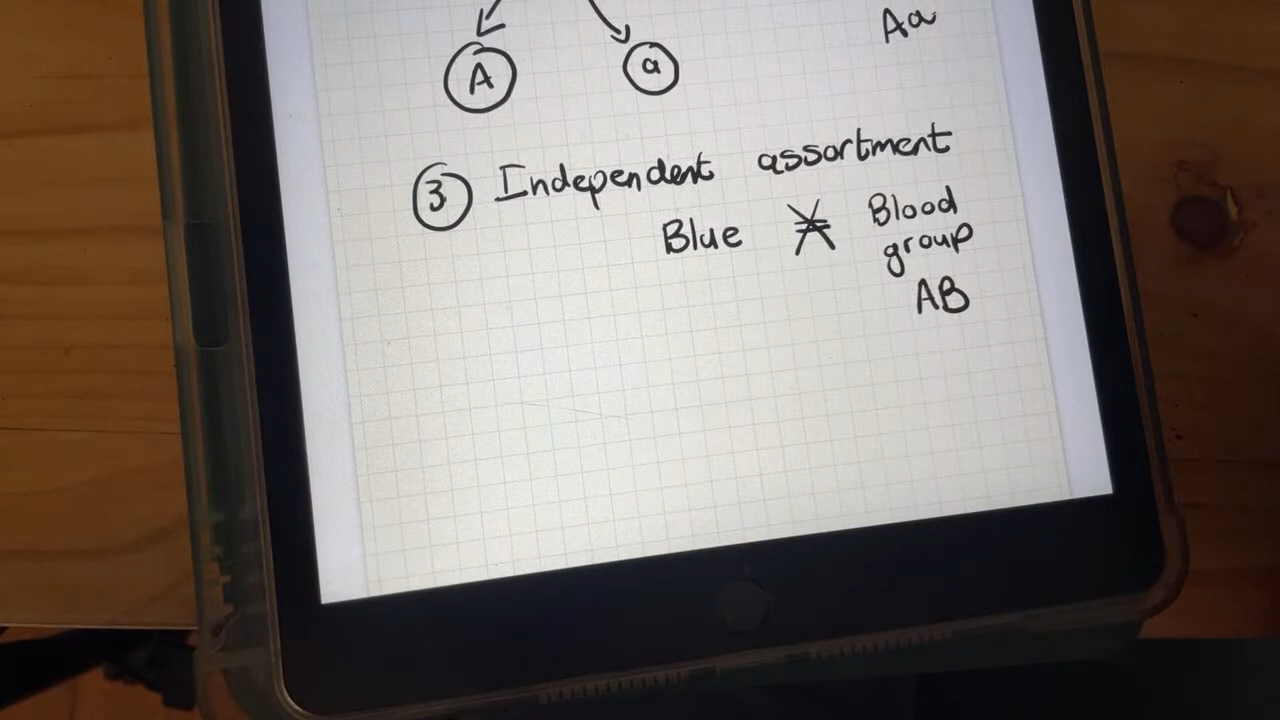 Aa
A a
3 Independent assortment
Blue Blood
group
AB